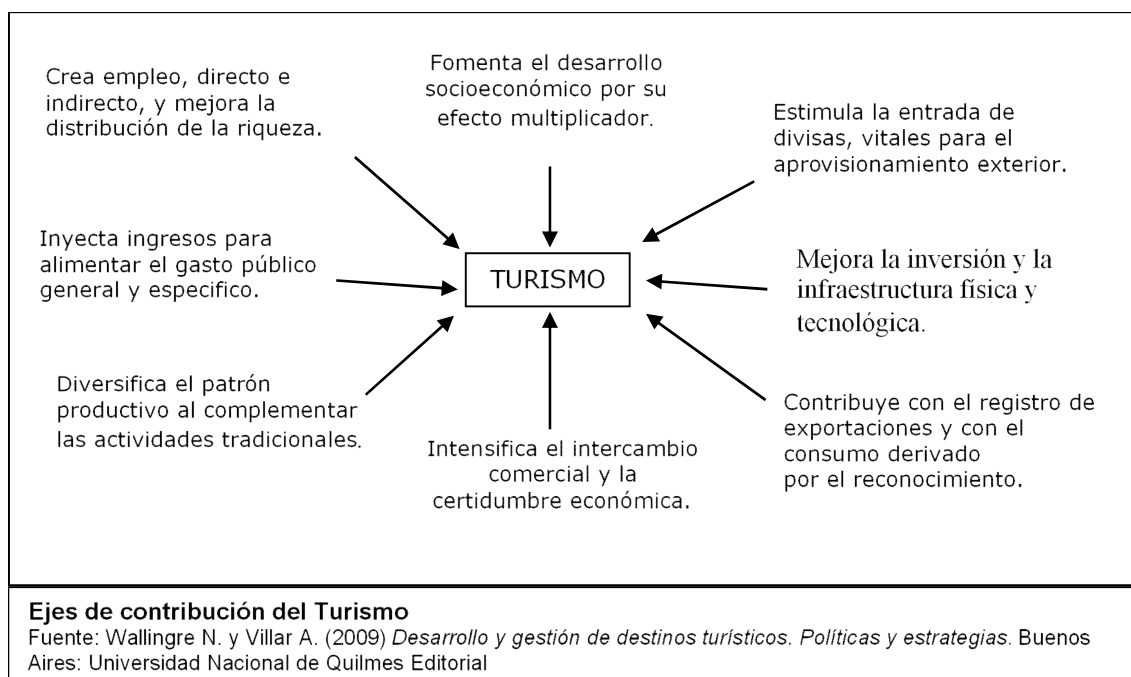 Crea empleo, directo e
indirecto, y mejora la
distribución de la riqueza.
Fomenta el desarrollo
socioeconómico por su
efecto multiplicador.
Estimula la entrada de
divisas, vitales para el
aprovisionamiento exterior.
Inyecta ingresos para
alimentar el gasto público
general y especifico.
TURISMO
Mejora la inversión y la
infraestructura física y
tecnológica.
Diversifica el patrón
productivo al complementar
las actividades tradicionales.
Intensifica el intercambio
comercial y la
certidumbre económica.
Contribuye con el registro de
exportaciones y con el
consumo derivado
por el reconocimiento.
Ejes de contribución del Turismo
Fuente: Wallingre N. y Villar A. (2009) Desarrollo y gestión de destinos turísticos. Políticas y estrategias. Buenos
Aires: Universidad Nacional de Quilmes Editorial